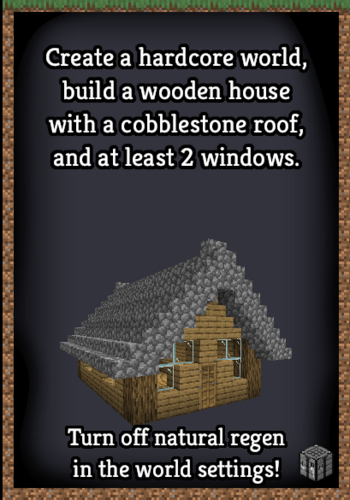 Create a hardcore world,
build a wooden house
with a cobblestone roof,
and at least 2 windows.
Turn off natural regen
in the world settings!